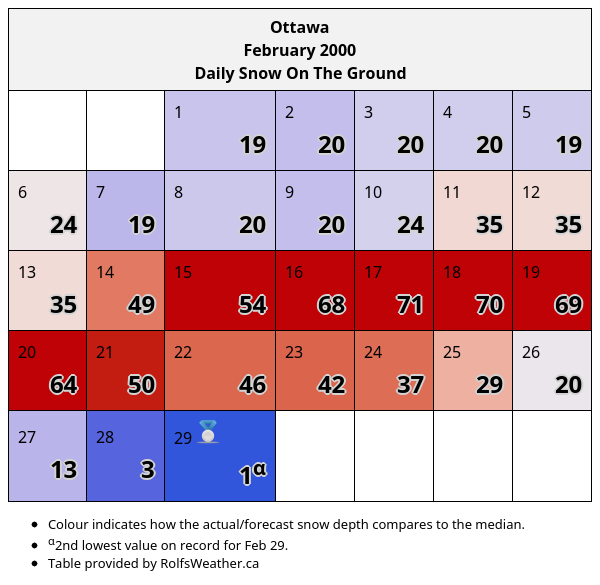 Ottawa
February 2000
Daily Snow On The Ground
1 2 3 4 5
19 20 20 20 19
6 7 8 9 10 11 12
24 19 20 20 24 35 35
13 14 15 16 17 18 19
35 49 54 68 71 70 69
20 21 22 23 24 25 26
64 50 46 42 37 29 20
27 28 29
13 3 1α
Colour indicates how the actual/forecast snow depth compares to the median.
α2nd lowest value on record for Feb 29.
Table provided by RolfsWeather.ca